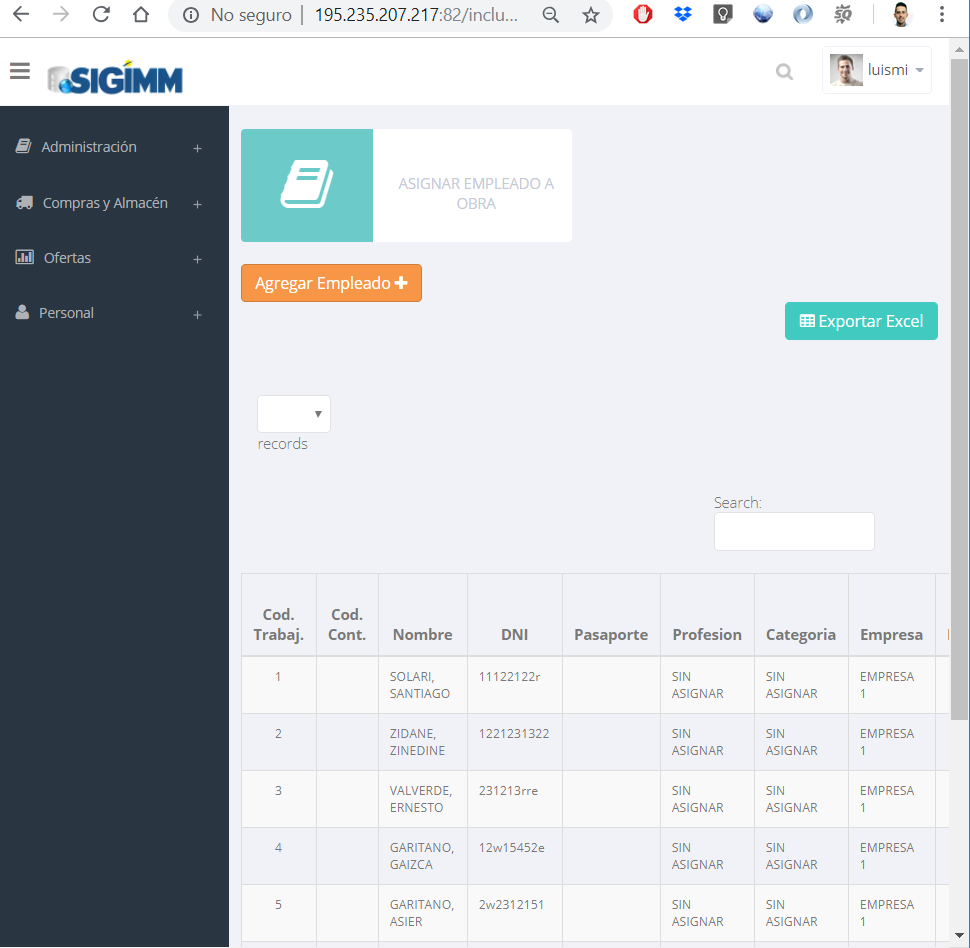 No seguro | 195.235.207.217:82/inclu...
SIGIMM
luismi
Administración +
Compras y Almacén +
Ofertas +
Personal +
ASIGNAR EMPLEADO A
OBRA
Agregar Empleado +
Exportar Excel
records
Search:
Cod. Trabaj. Cod. Cont. Nombre DNI Pasaporte Profesion Categoria Empresa
1 SOLARI, SANTIAGO 11122122r SIN ASIGNAR SIN ASIGNAR EMPRESA 1
2 ZIDANE, ZINEDINE 1221231322 SIN ASIGNAR SIN ASIGNAR EMPRESA 1
3 VALVERDE, ERNESTO 231213rre SIN ASIGNAR SIN ASIGNAR EMPRESA 1
4 GARITANO, GAIZCA 12w15452e SIN ASIGNAR SIN ASIGNAR EMPRESA 1
5 GARITANO, ASIER 2w2312151 SIN ASIGNAR SIN ASIGNAR EMPRESA 1